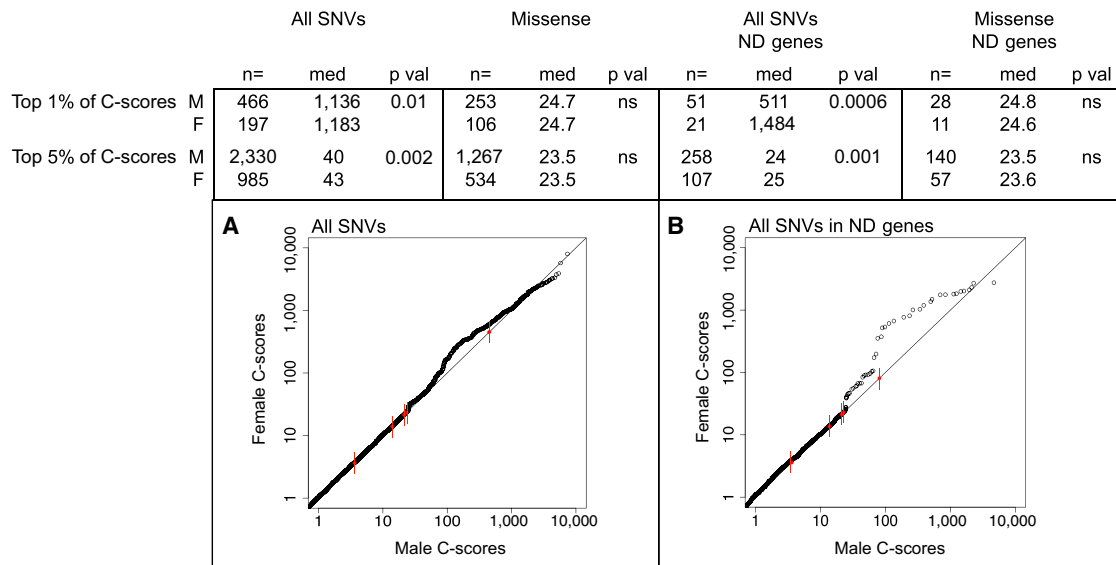 All SNVs Missense All SNVs Missense
ND genes ND genes
n= med p val n= med p val n= med p val n= med p val
Top 1% of C-scores M 466 1,136 0.01 253 24.7 ns 51 511 0.0006 28 24.8 ns
F 197 1,183 106 24.7 21 1,484 11 24.6
Top 5% of C-scores M 2,330 40 0.002 1,267 23.5 ns 258 24 0.001 140 23.5 ns
F 985 43 534 23.5 107 25 57 23.6
A All SNVs
10,000
1,000
100
10
1
Female C-scores
1 10 100 1,000 10,000
Male C-scores
B All SNVs in ND genes
10,000
1,000
100
10
1
Female C-scores
1 10 100 1,000 10,000
Male C-scores